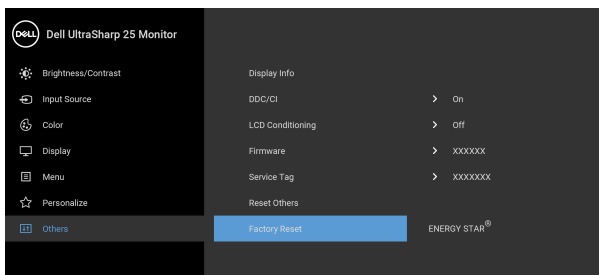 DELL Dell UltraSharp 25 Monitor
Brightness/Contrast
Input Source
Color
Display
Menu
Personalize
Others
Display Info
DDC/CI > On
LCD Conditioning > Off
Firmware > XXXXXX
Service Tag > XXXXXXX
Reset Others
Factory Reset ENERGY STAR®